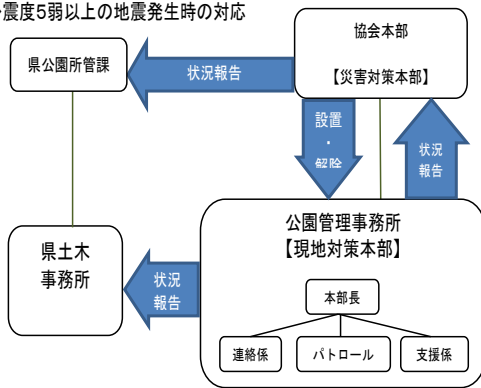 震度5弱以上の地震発生時の対応
協会本部
【災害対策本部】
県公園所管課
状況報告
設置
・
解除
状況
報告
公園管理事務所
【現地対策本部】
県土木
事務所
状況
報告
本部長
連絡係
パトロール
支援係